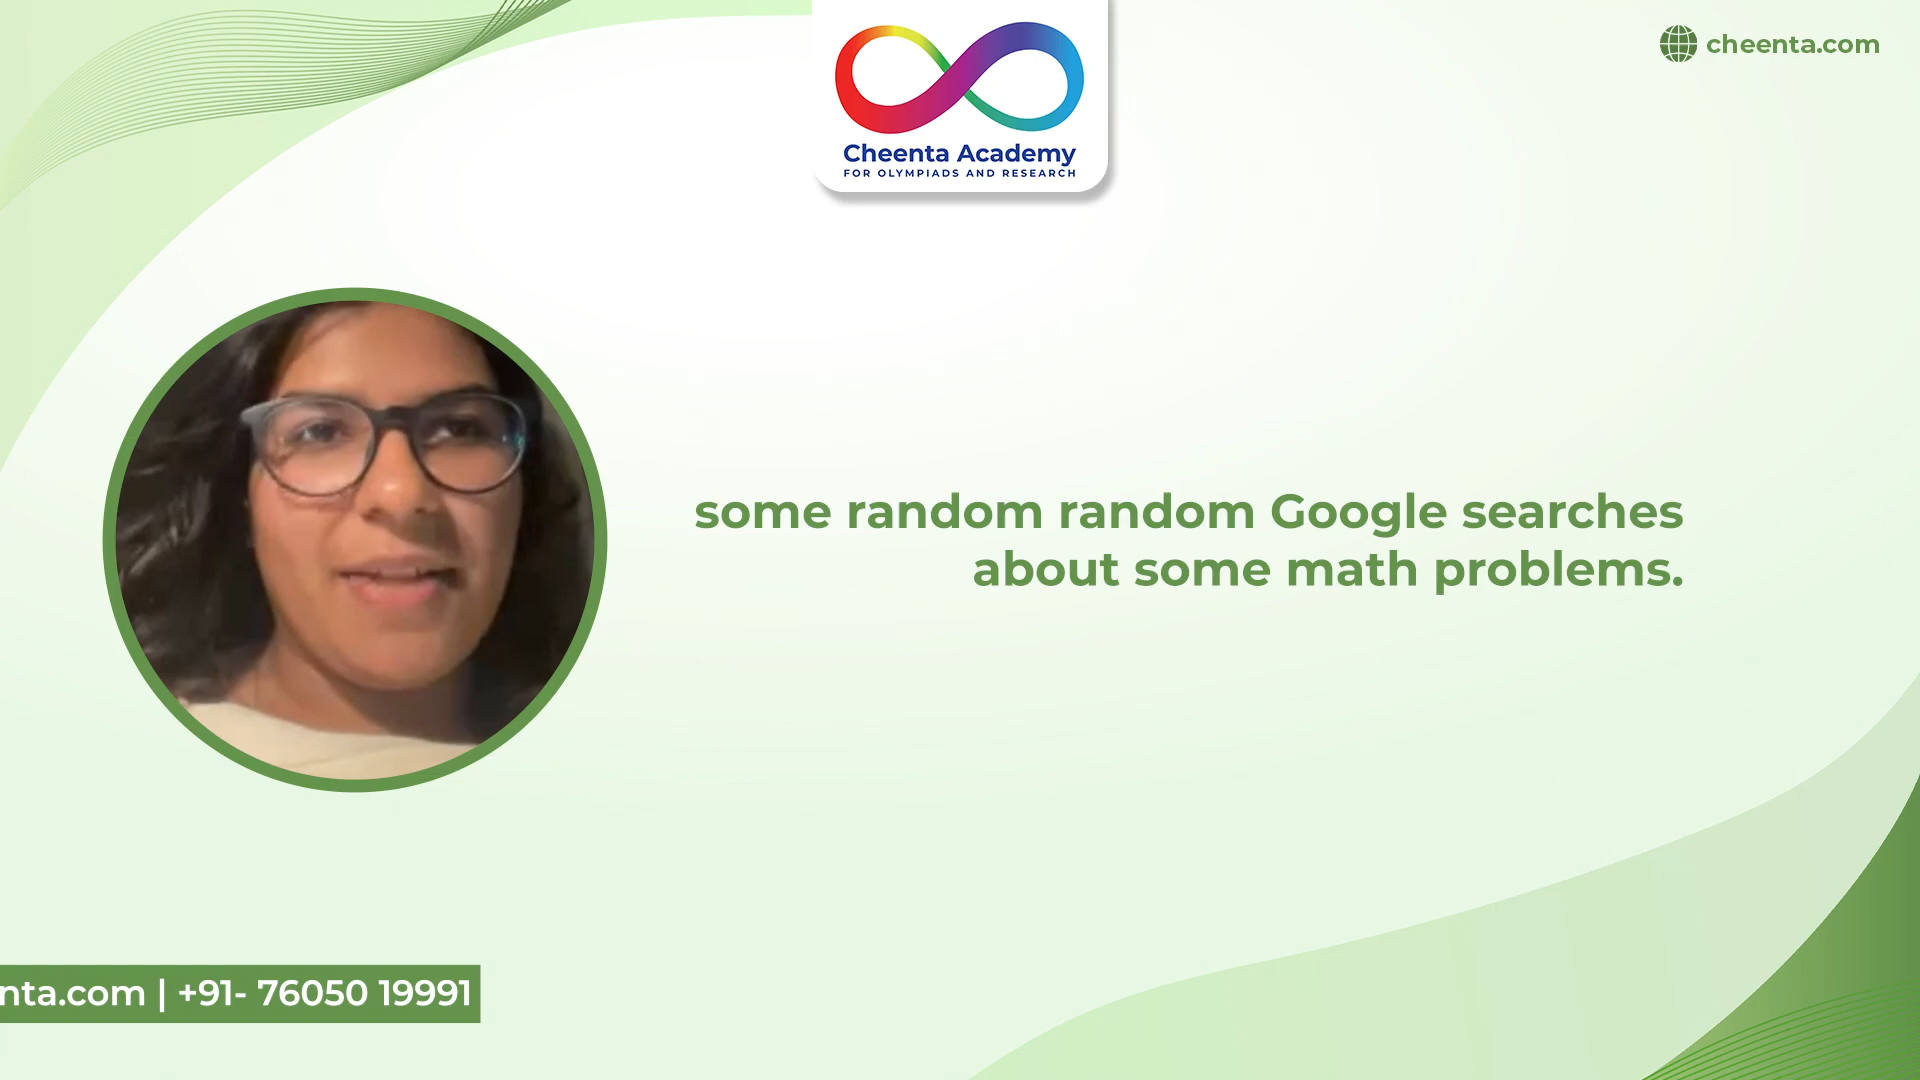 cheenta.com
Cheenta Academy
FOR OLYMPIADS AND RESEARCH
some random random Google searches
about some math problems.
nta.com | +91- 76050 19991